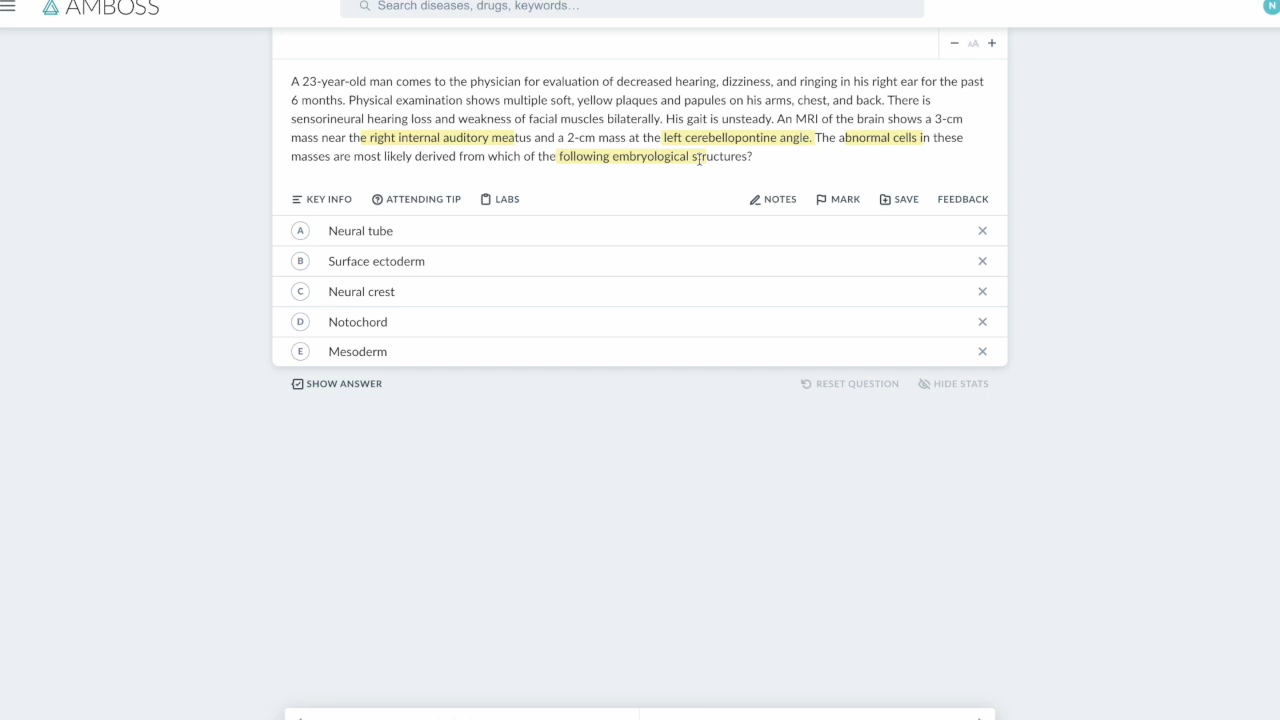 AMBOSS
Search diseases, drugs, keywords...
N
− AA +
A 23-year-old man comes to the physician for evaluation of decreased hearing, dizziness, and ringing in his right ear for the past
6 months. Physical examination shows multiple soft, yellow plaques and papules on his arms, chest, and back. There is
sensorineural hearing loss and weakness of facial muscles bilaterally. His gait is unsteady. An MRI of the brain shows a 3-cm
mass near the right internal auditory meatus and a 2-cm mass at the left cerebellopontine angle. The abnormal cells in these
masses are most likely derived from which of the following embryological structures?
KEY INFO ATTENDING TIP LABS NOTES MARK SAVE FEEDBACK
A Neural tube
B Surface ectoderm
C Neural crest
D Notochord
E Mesoderm
SHOW ANSWER RESET QUESTION HIDE STATS